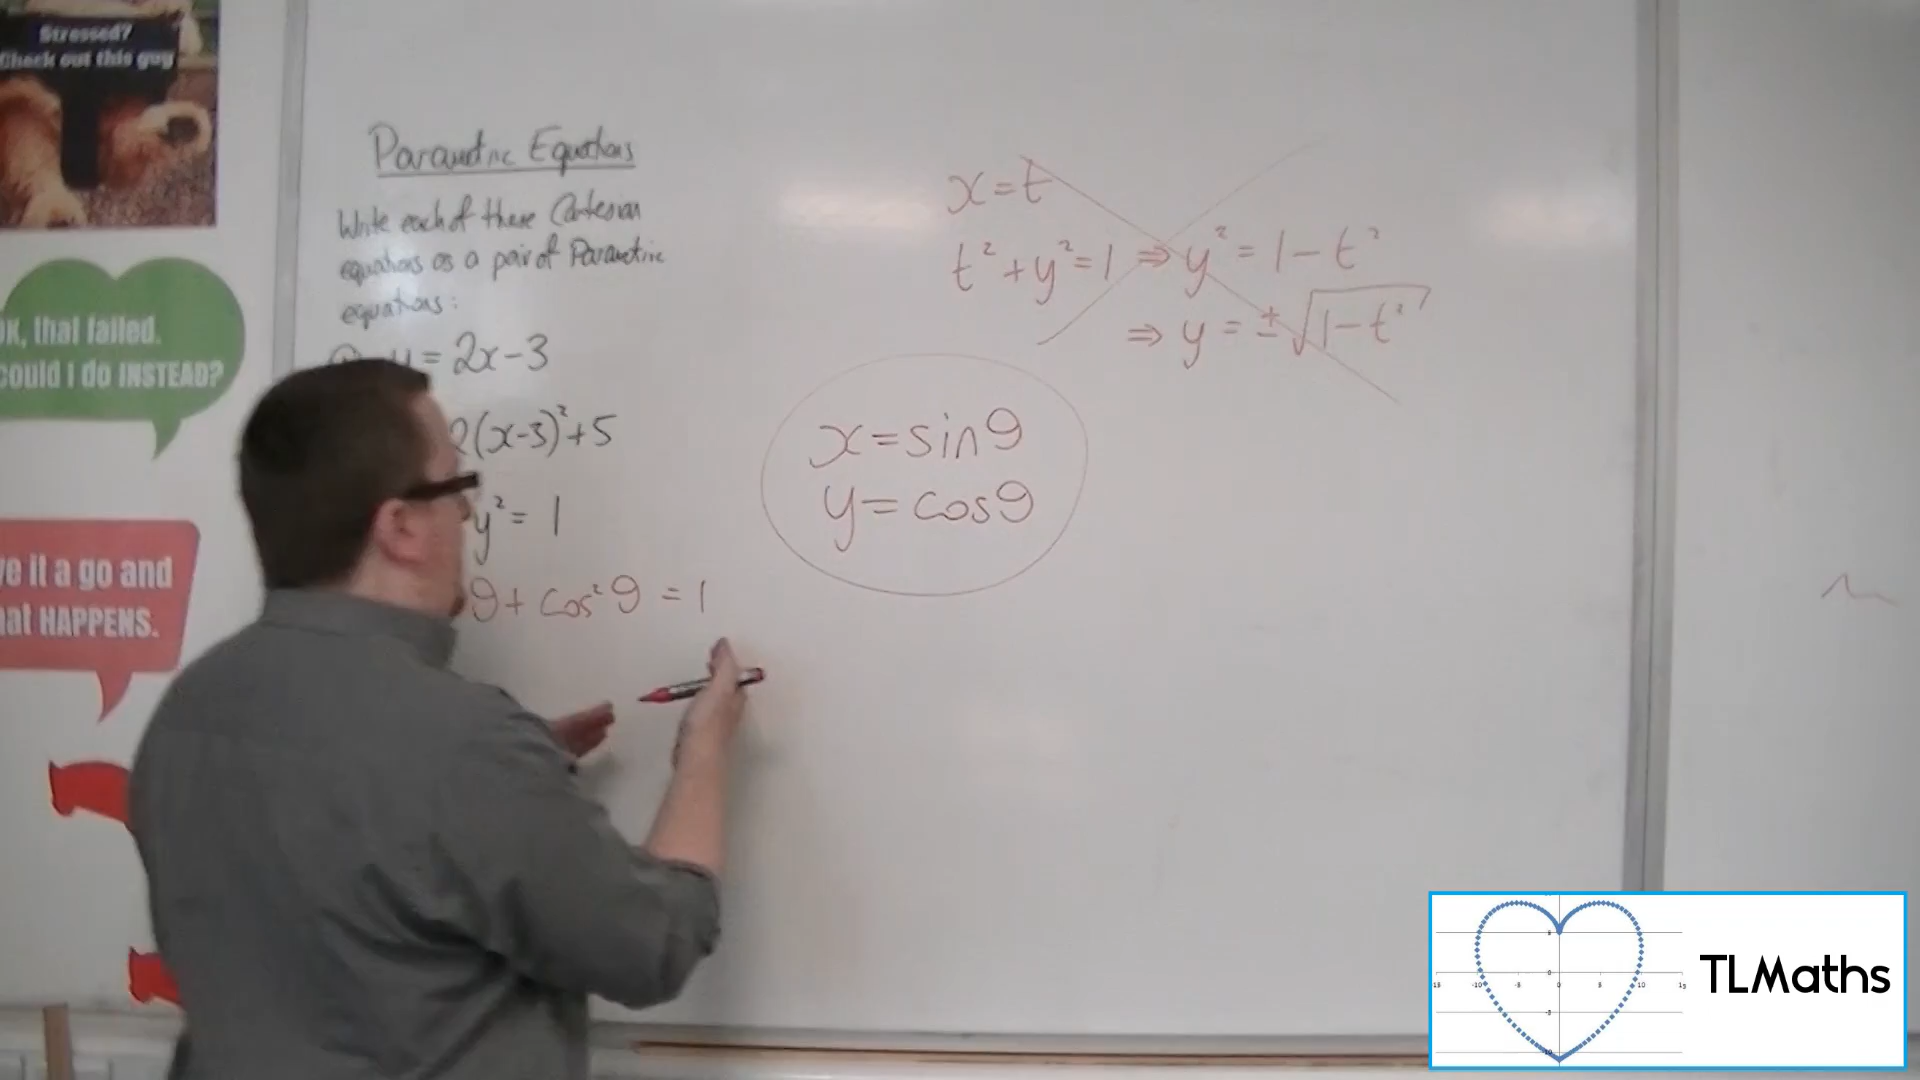 Stressed?
Check out this guy
OK, that failed.
could I do INSTEAD?
ve it a go and
hat HAPPENS.
Parametric Equations
Write each of these Cartesian
equations as a pair of Parametric
equations:
y = 2x-3
2(x-3)²+5
y² = 1
θ + cos²θ = 1
x = t
t² + y² = 1 ⇒ y² = 1 - t²
⇒ y = ±√1-t²
x = sinθ
y = cosθ
TLMaths